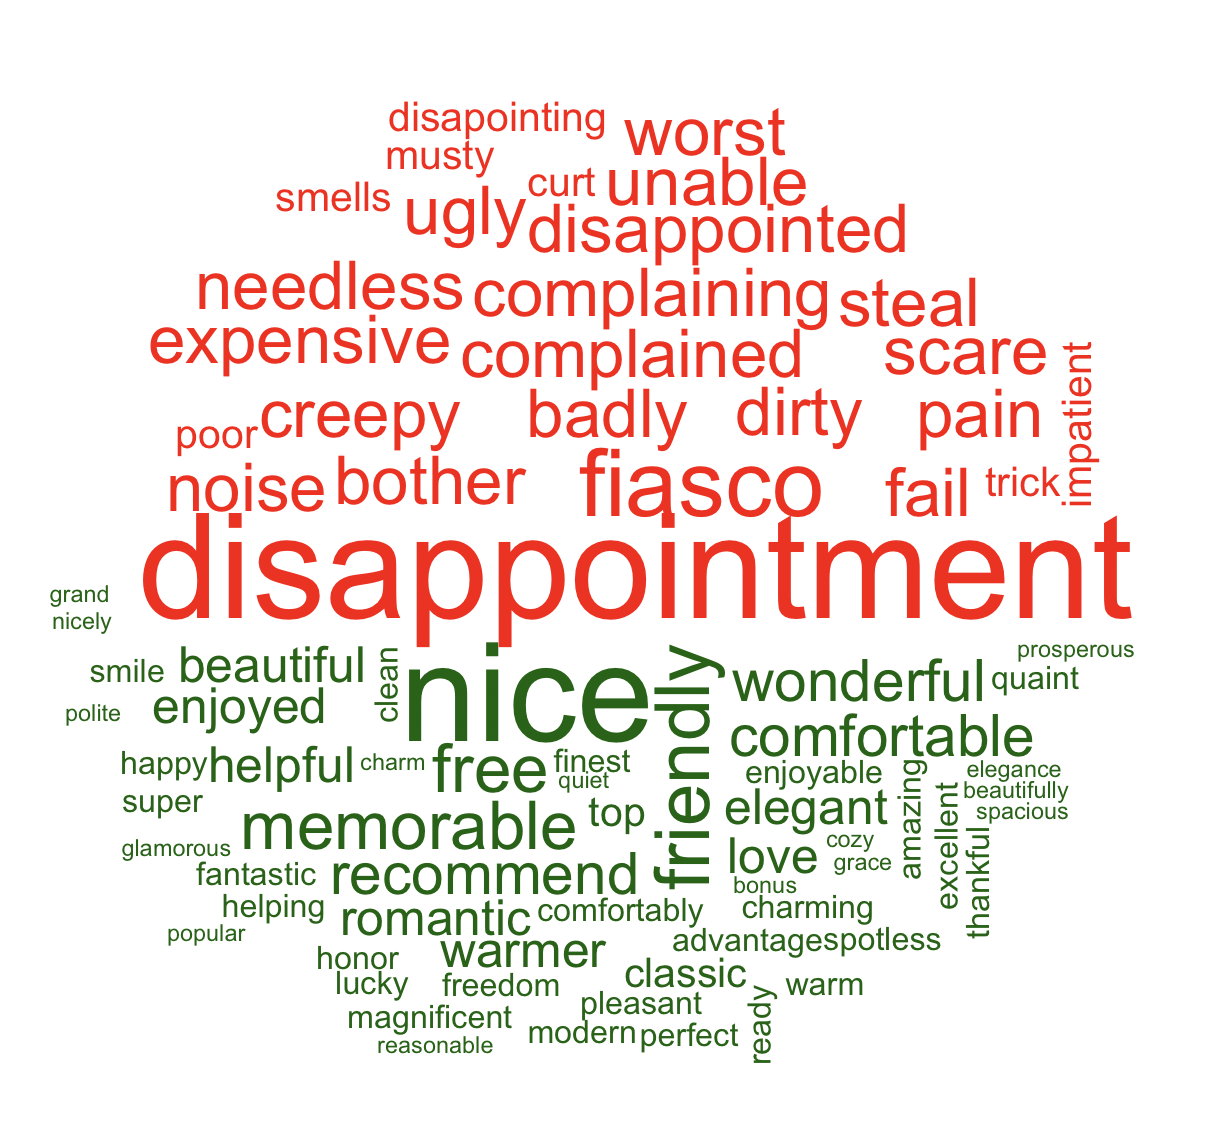 disapointing worst
musty
smells curt unable
ugly disappointed
needless complaining steal
expensive complained scare
impatient
poor creepy badly dirty pain
noise bother fiasco fail trick
disappointment
grand
nicely
smile beautiful clean nice friendly wonderful prosperous
quaint
polite enjoyed comfortable
happy helpful charm free finest enjoyable elegance
quiet amazing beautifully
super memorable top elegant excellent spacious
glamorous love cozy thankful
fantastic recommend grace
bonus
helping romantic comfortably charming
popular warmer advantage spotless
honor classic
lucky freedom warm
magnificent pleasant ready
reasonable modern perfect